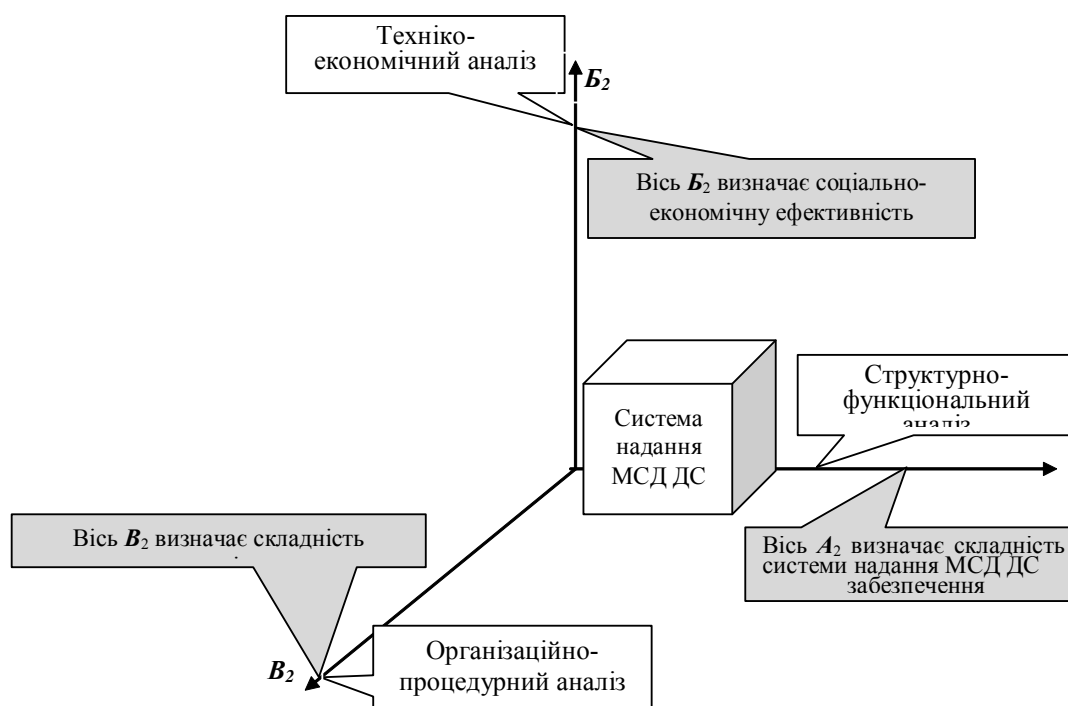 Техніко-
економічний аналіз
Б2
Вісь Б2 визначає соціально-
економічну ефективність
Структурно-
функціональний
аналіз
Система
надання
МСД ДС
Вісь В2 визначає складність
Вісь А2 визначає складність
системи надання МСД ДС
забезпечення
Організаційно-
процедурний аналіз
В2